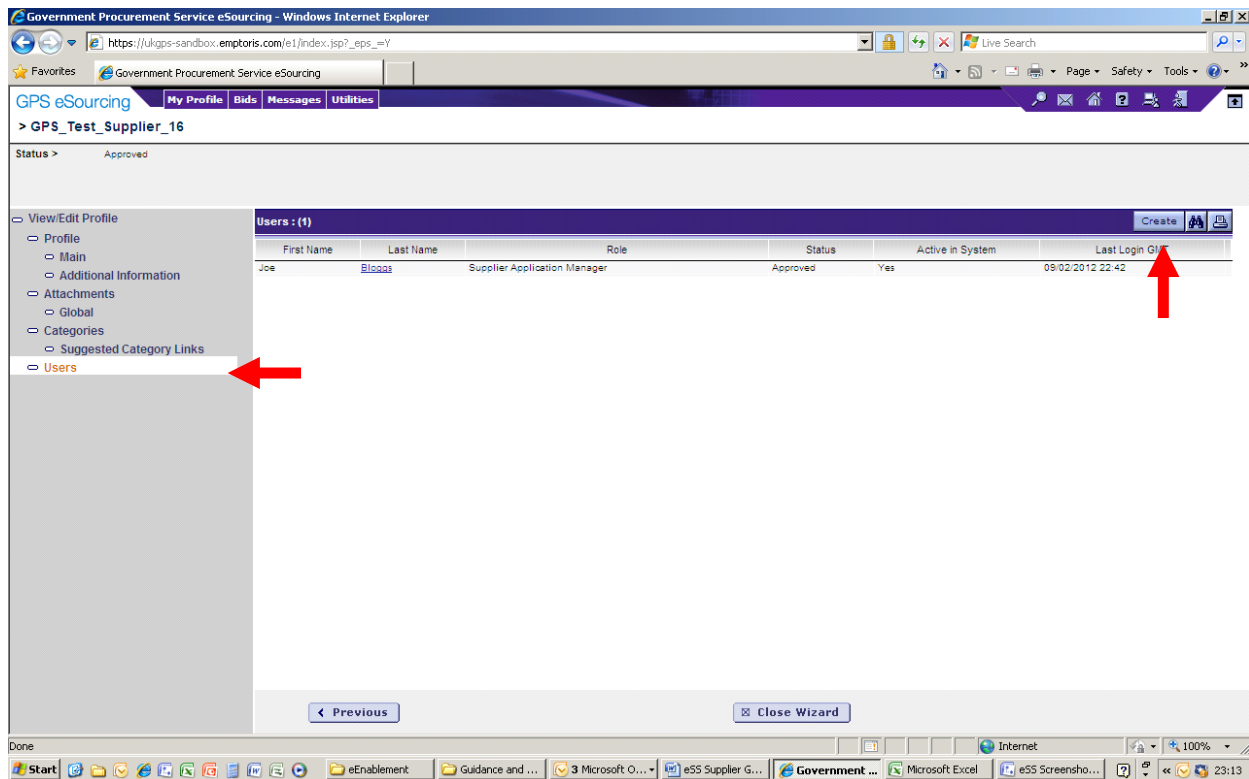 Government Procurement Service eSourcing - Windows Internet Explorer
https://ukgps-sandbox.emptoris.com/e1/index.jsp?_eps_=Y
Live Search
Favorites Government Procurement Service eSourcing Page Safety Tools »
GPS eSourcing My Profile Bids Messages Utilities
> GPS_Test_Supplier_16
Status > Approved
View/Edit Profile
Profile
Main
Additional Information
Attachments
Global
Categories
Suggested Category Links
Users
Users : (1) Create
First Name Last Name Role Status Active in System Last Login GMT
Joe Bloggs Supplier Application Manager Approved Yes 09/02/2012 22:42
Previous Close Wizard
Done Internet 100%
Start eEnablement Guidance and ... 3 Microsoft O... eSS Supplier G... Government ... Microsoft Excel eSS Screensho... « 23:13